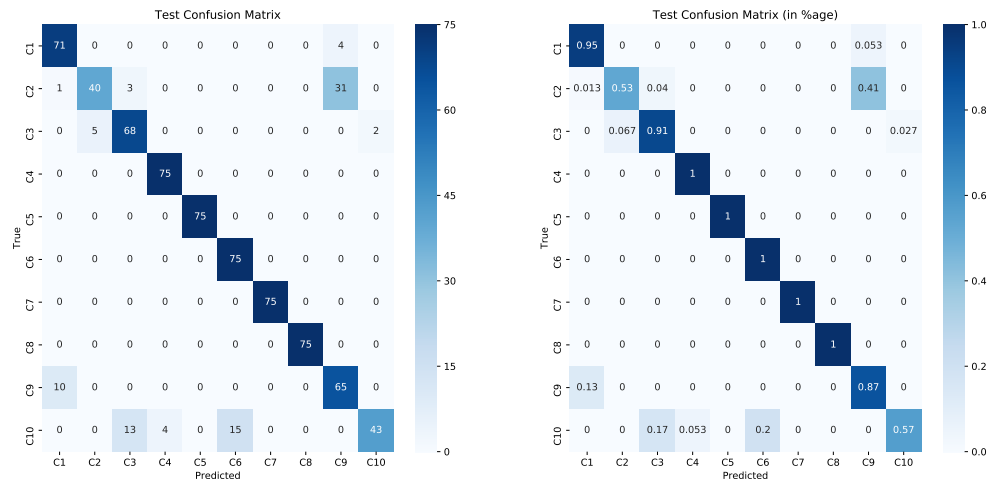 Test Confusion Matrix
C1 71 0 0 0 0 0 0 0 4 0
C2 1 40 3 0 0 0 0 0 31 0
C3 0 5 68 0 0 0 0 0 0 2
C4 0 0 0 75 0 0 0 0 0 0
C5 0 0 0 0 75 0 0 0 0 0
C6 0 0 0 0 0 75 0 0 0 0
C7 0 0 0 0 0 0 75 0 0 0
C8 0 0 0 0 0 0 0 75 0 0
C9 10 0 0 0 0 0 0 0 65 0
C10 0 0 13 4 0 15 0 0 0 43
C1 C2 C3 C4 C5 C6 C7 C8 C9 C10
Predicted
True
75
60
45
30
15
0
Test Confusion Matrix (in %age)
C1 0.95 0 0 0 0 0 0 0 0.053 0
C2 0.013 0.53 0.04 0 0 0 0 0 0.41 0
C3 0 0.067 0.91 0 0 0 0 0 0 0.027
C4 0 0 0 1 0 0 0 0 0 0
C5 0 0 0 0 1 0 0 0 0 0
C6 0 0 0 0 0 1 0 0 0 0
C7 0 0 0 0 0 0 1 0 0 0
C8 0 0 0 0 0 0 0 1 0 0
C9 0.13 0 0 0 0 0 0 0 0.87 0
C10 0 0 0.17 0.053 0 0.2 0 0 0 0.57
C1 C2 C3 C4 C5 C6 C7 C8 C9 C10
Predicted
True
1.0
0.8
0.6
0.4
0.2
0.0